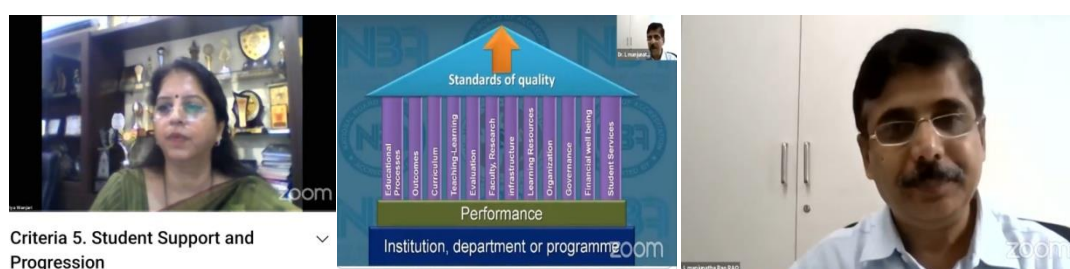 zoom
Criteria 5. Student Support and
Progression
NBA
Standards of quality
Educational
Processes
Outcomes
Curriculum
Teaching-Learning
Evaluation
Faculty, Research
infrastructure
Learning Resources
Organization
Governance
Financial well being
Student Services
Performance
Institution, department or programme
zoom
zoom